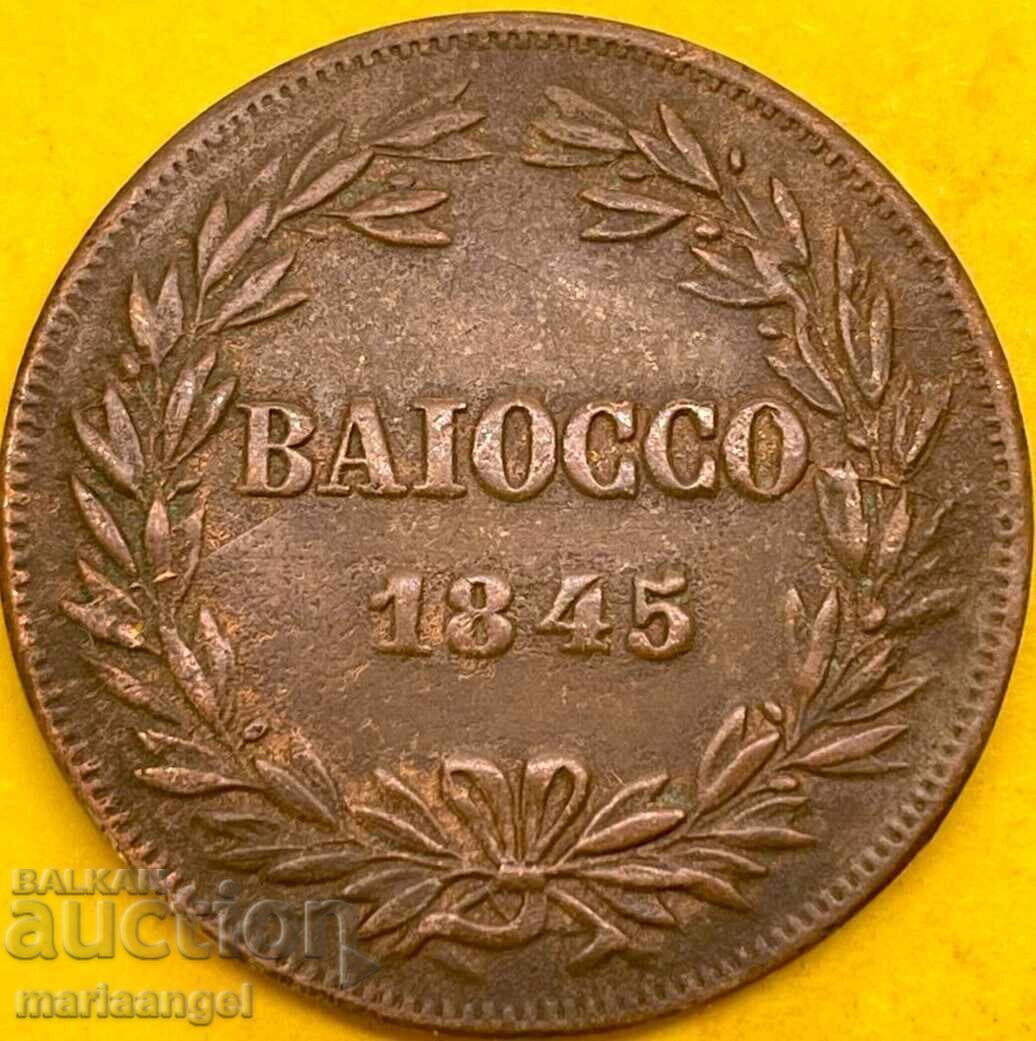 BAIOCCO
1845
BALKAN
auction
mariaangel